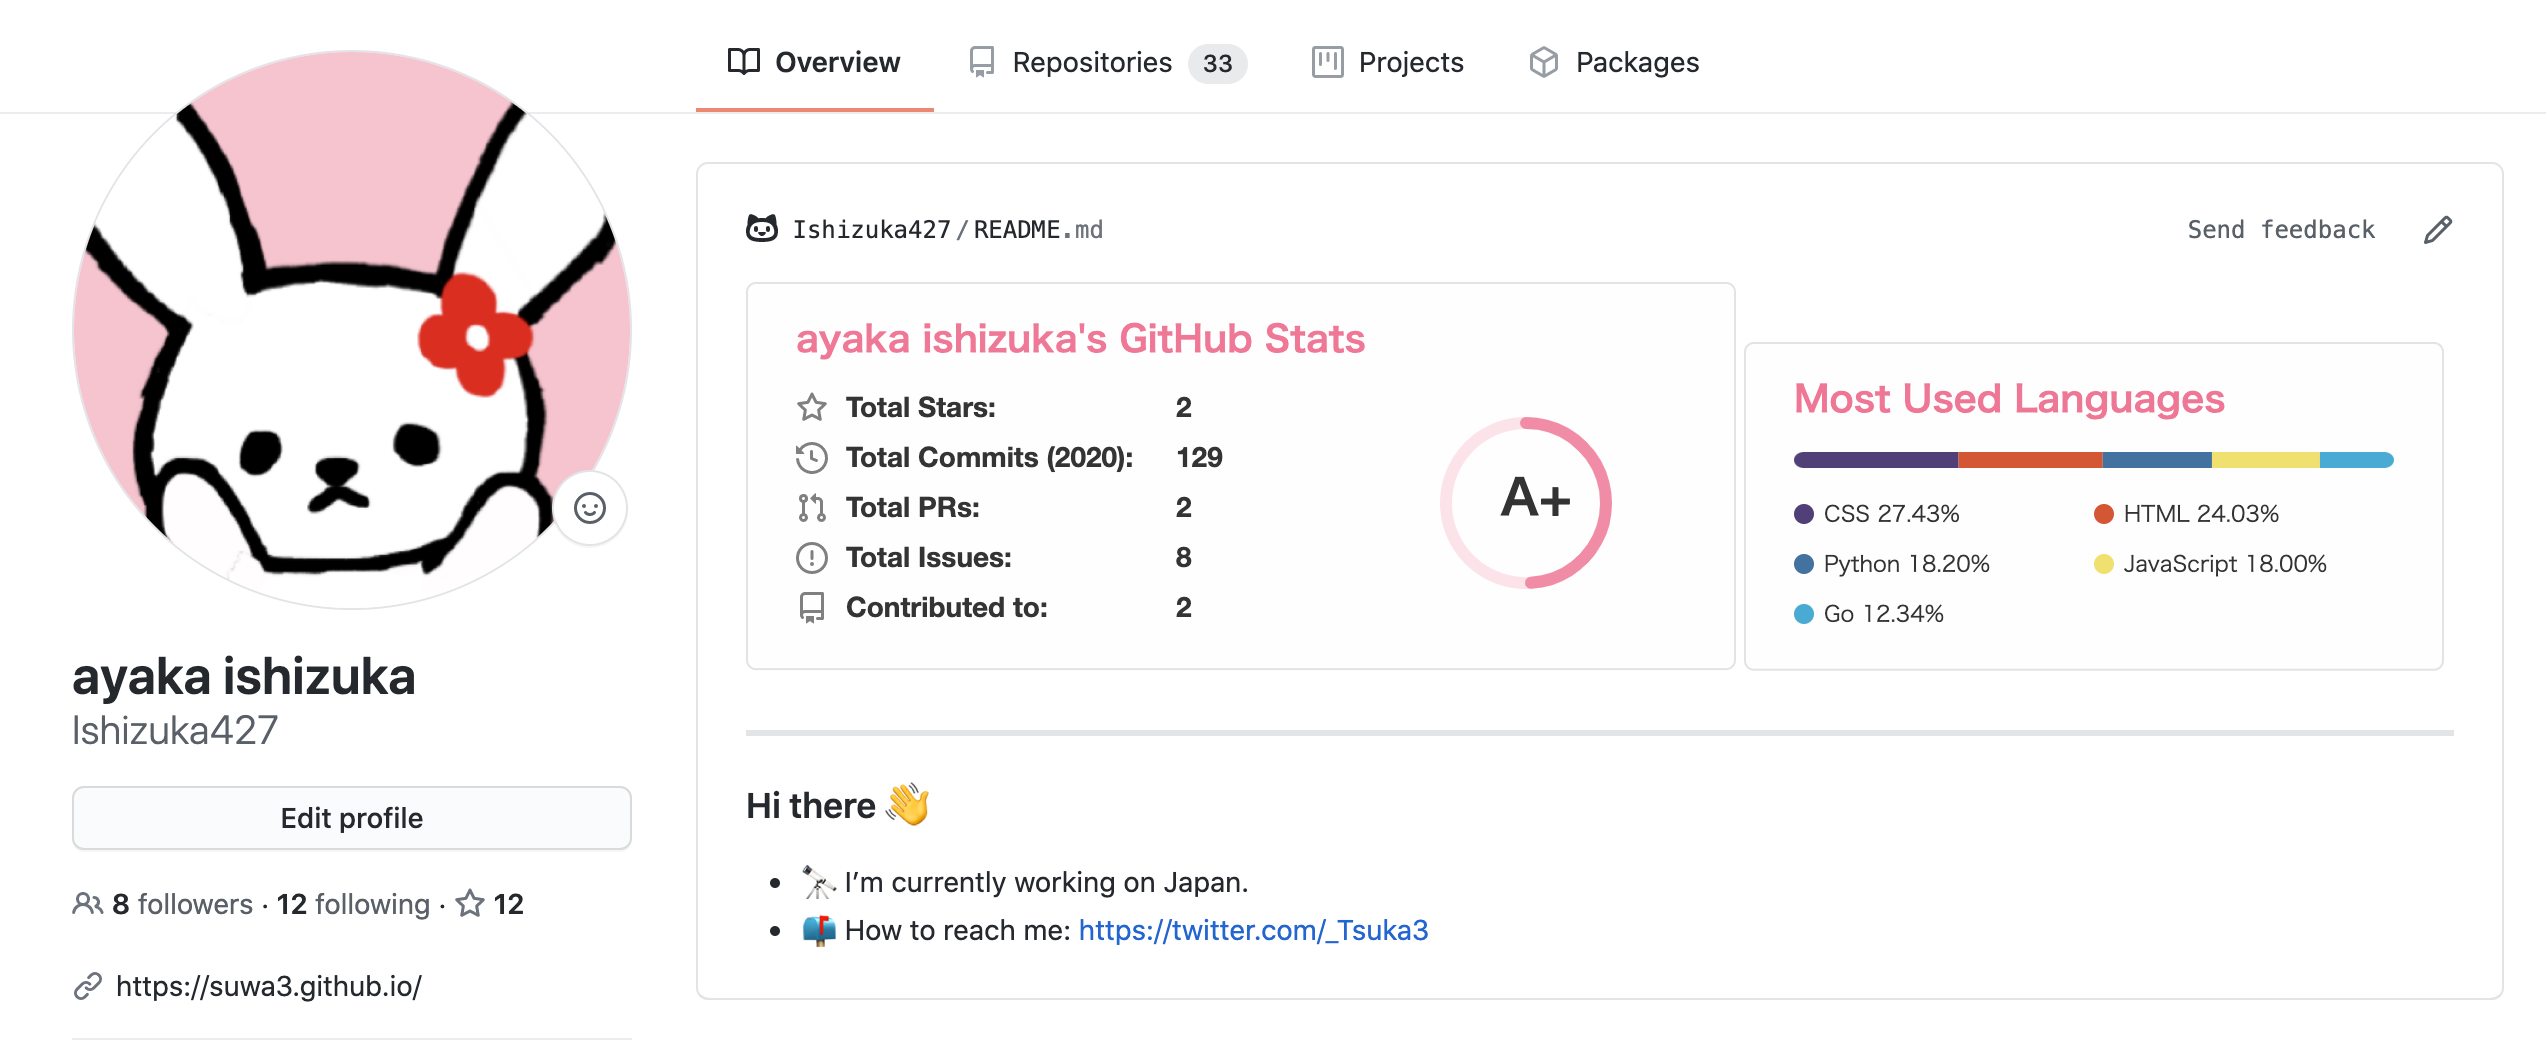 Overview Repositories 33 Projects Packages
Ishizuka427/README.md
Send feedback
ayaka ishizuka's GitHub Stats
Total Stars: 2
Total Commits (2020): 129
Total PRs: 2
Total Issues: 8
Contributed to: 2
A+
Most Used Languages
CSS 27.43% HTML 24.03%
Python 18.20% JavaScript 18.00%
Go 12.34%
ayaka ishizuka
Ishizuka427
Edit profile
8 followers · 12 following · 12
https://suwa3.github.io/
Hi there 👋
• 🔭 I’m currently working on Japan.
• 📫 How to reach me: https://twitter.com/_Tsuka3